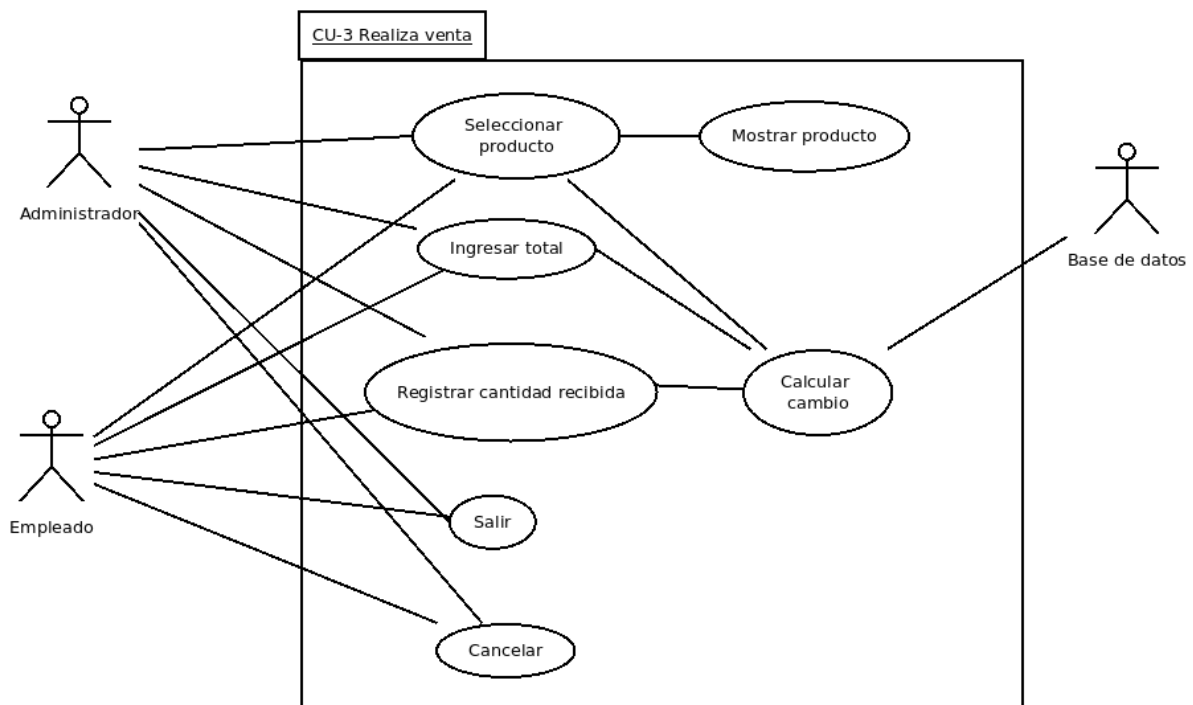 CU-3 Realiza venta
Seleccionar
producto
Mostrar producto
Administrador
Ingresar total
Base de datos
Registrar cantidad recibida
Calcular
cambio
Empleado
Salir
Cancelar